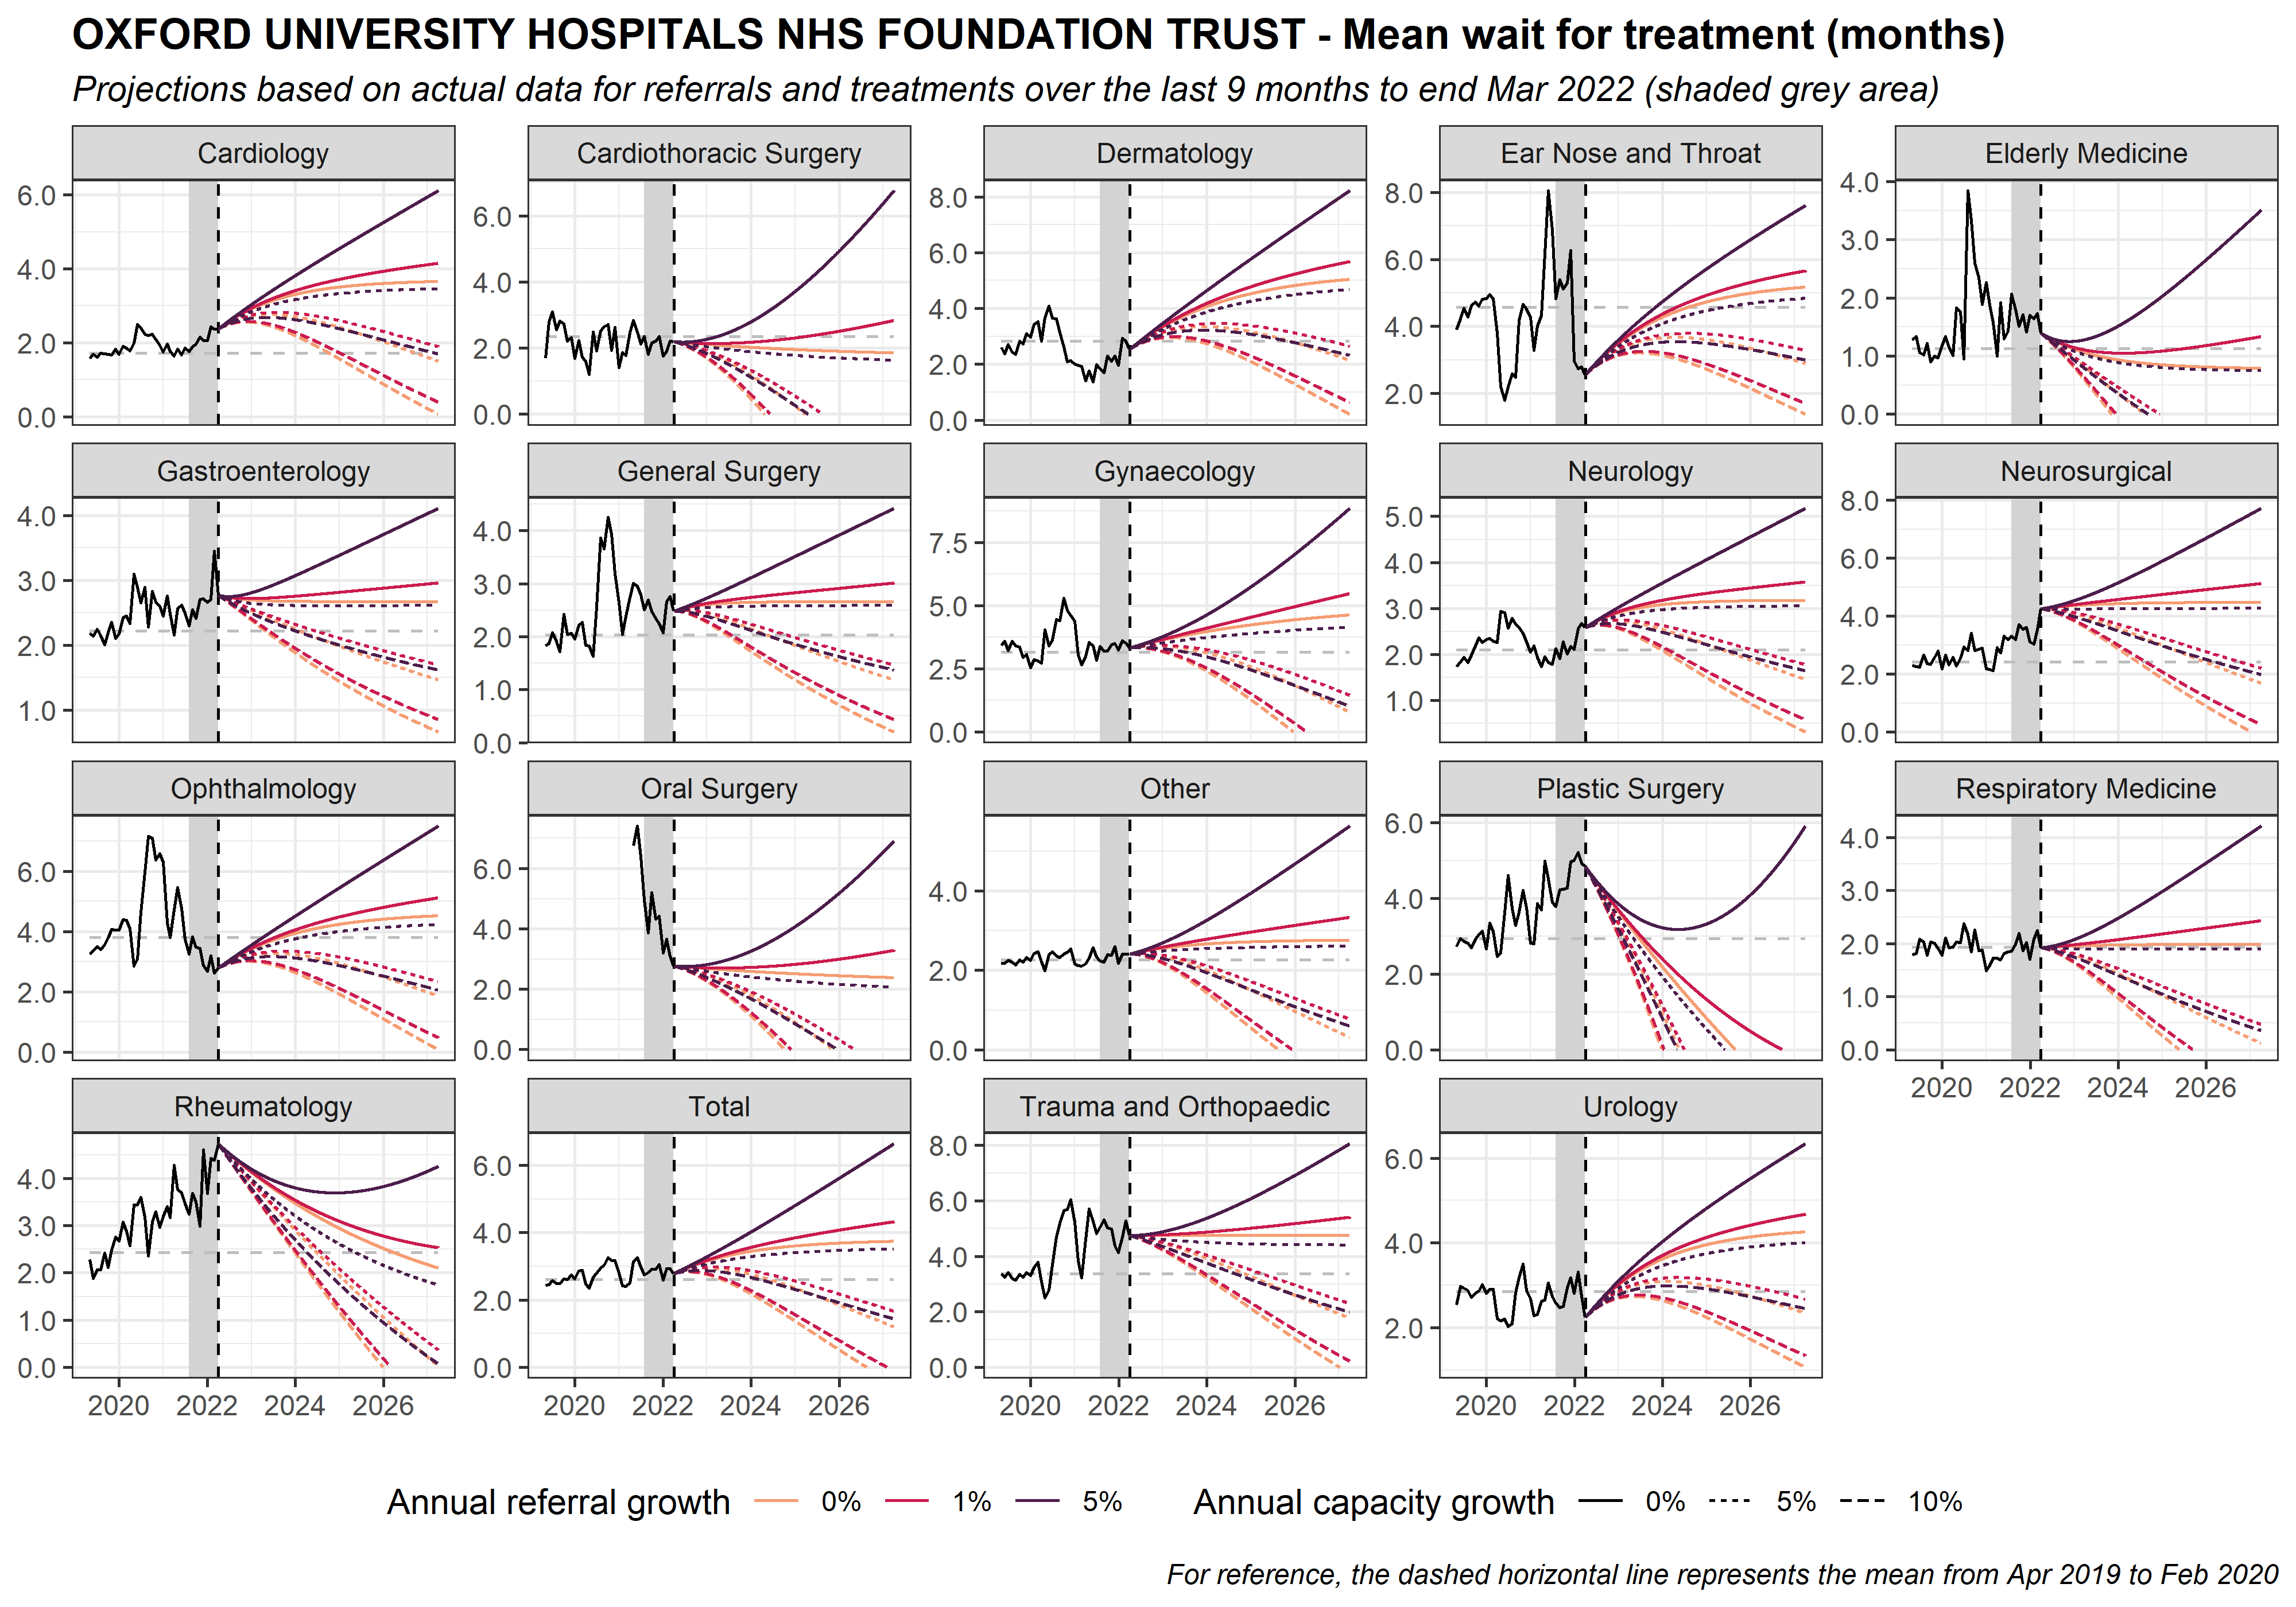 OXFORD UNIVERSITY HOSPITALS NHS FOUNDATION TRUST - Mean wait for treatment (months)
Projections based on actual data for referrals and treatments over the last 9 months to end Mar 2022 (shaded grey area)
Cardiology
6.0
4.0
2.0
0.0
Cardiothoracic Surgery
6.0
4.0
2.0
0.0
Dermatology
8.0
6.0
4.0
2.0
0.0
Ear Nose and Throat
8.0
6.0
4.0
2.0
Elderly Medicine
4.0
3.0
2.0
1.0
0.0
Gastroenterology
4.0
3.0
2.0
1.0
General Surgery
4.0
3.0
2.0
1.0
0.0
Gynaecology
7.5
5.0
2.5
0.0
Neurology
5.0
4.0
3.0
2.0
1.0
Neurosurgical
8.0
6.0
4.0
2.0
0.0
Ophthalmology
6.0
4.0
2.0
0.0
Oral Surgery
6.0
4.0
2.0
0.0
Other
4.0
2.0
0.0
Plastic Surgery
6.0
4.0
2.0
0.0
Respiratory Medicine
4.0
3.0
2.0
1.0
0.0
2020 2022 2024 2026
Rheumatology
4.0
3.0
2.0
1.0
0.0
2020 2022 2024 2026
Total
6.0
4.0
2.0
0.0
2020 2022 2024 2026
Trauma and Orthopaedic
8.0
6.0
4.0
2.0
0.0
2020 2022 2024 2026
Urology
6.0
4.0
2.0
2020 2022 2024 2026
Annual referral growth 0% 1% 5% Annual capacity growth 0% 5% 10%
For reference, the dashed horizontal line represents the mean from Apr 2019 to Feb 2020